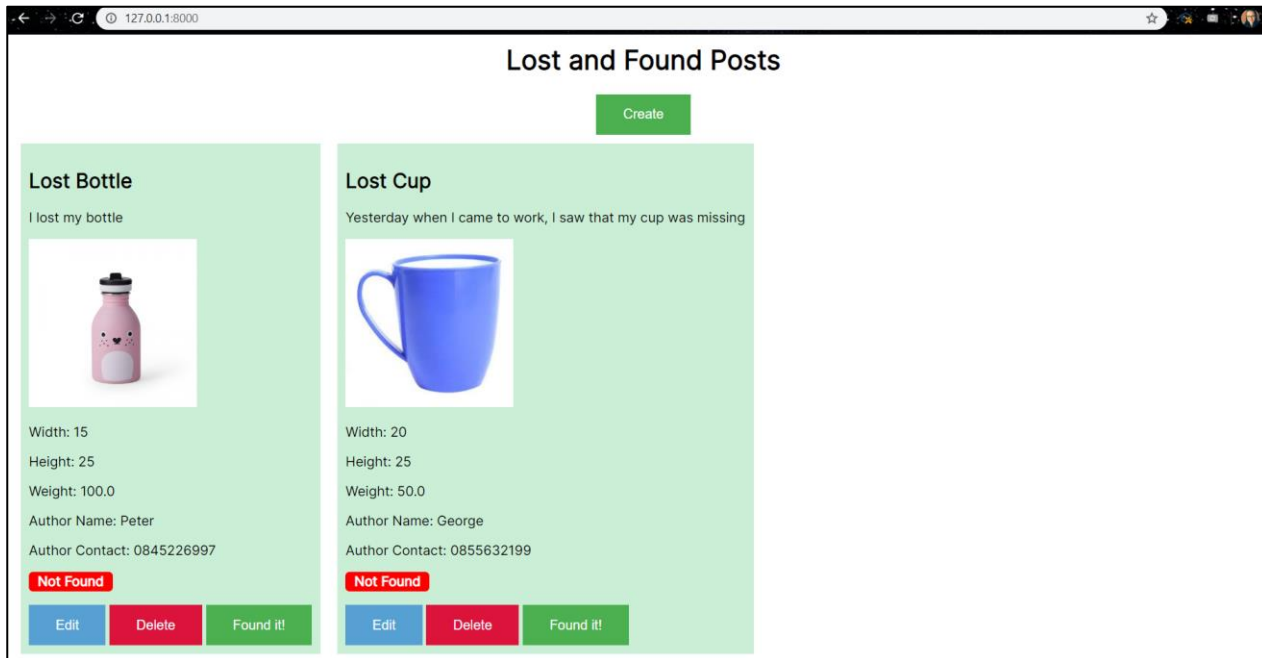 127.0.0.1:8000
Lost and Found Posts
Create
Lost Bottle
I lost my bottle
Width: 15
Height: 25
Weight: 100.0
Author Name: Peter
Author Contact: 0845226997
Not Found
Edit Delete Found it!
Lost Cup
Yesterday when I came to work, I saw that my cup was missing
Width: 20
Height: 25
Weight: 50.0
Author Name: George
Author Contact: 0855632199
Not Found
Edit Delete Found it!